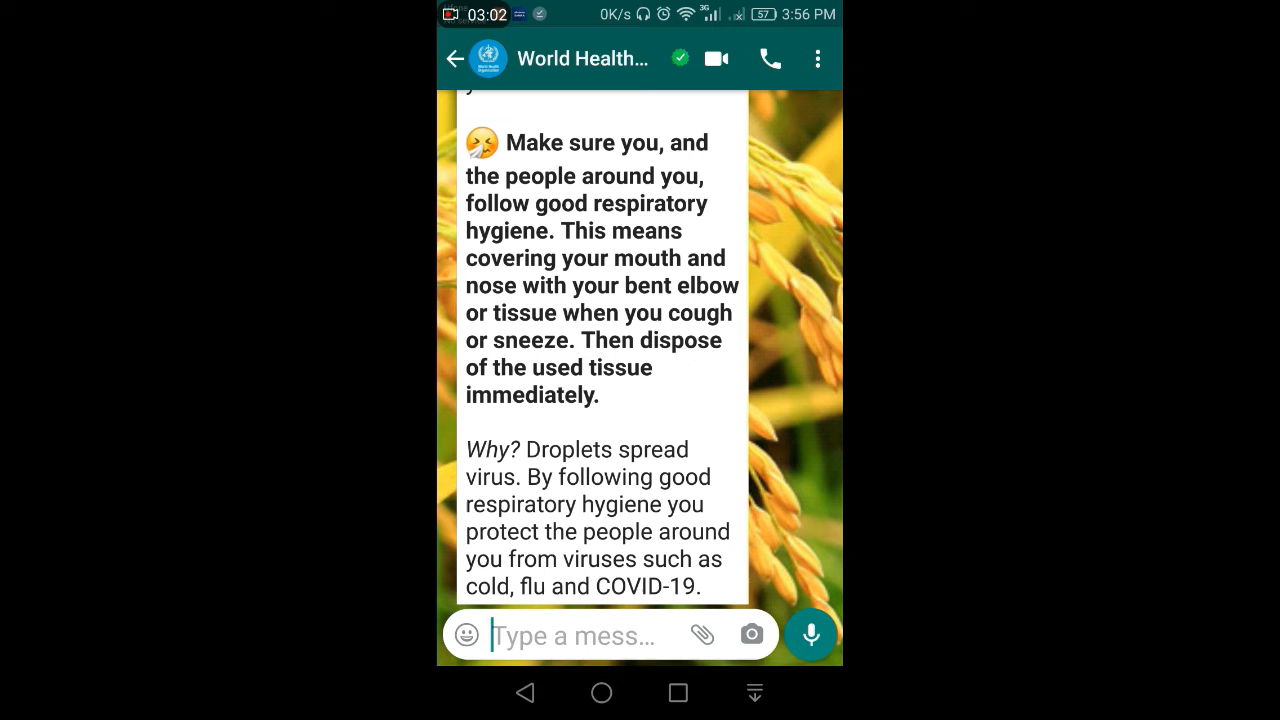 03:02 0K/s 3G 57 3:56 PM
World Health...
Make sure you, and
the people around you,
follow good respiratory
hygiene. This means
covering your mouth and
nose with your bent elbow
or tissue when you cough
or sneeze. Then dispose
of the used tissue
immediately.
Why? Droplets spread
virus. By following good
respiratory hygiene you
protect the people around
you from viruses such as
cold, flu and COVID-19.
Type a mess...